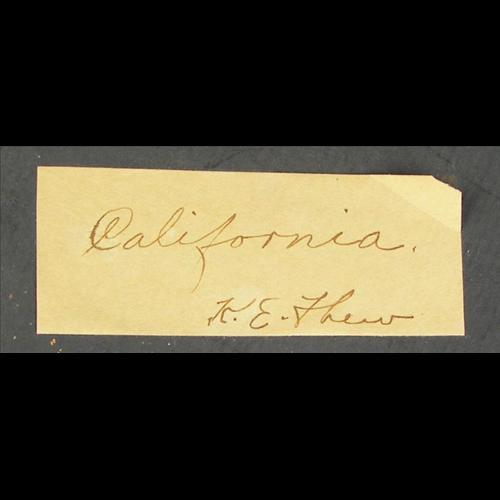 California.
K. E. Thew